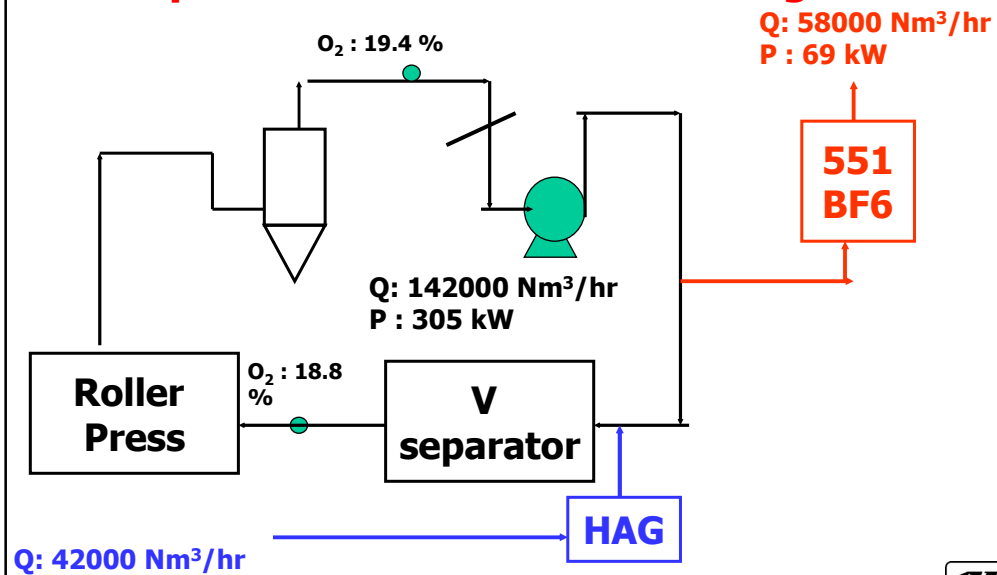 Q: 58000 Nm³/hr
P : 69 kW
O₂ : 19.4 %
551
BF6
Q: 142000 Nm³/hr
P : 305 kW
Roller
Press
O₂ : 18.8
%
V
separator
HAG
Q: 42000 Nm³/hr